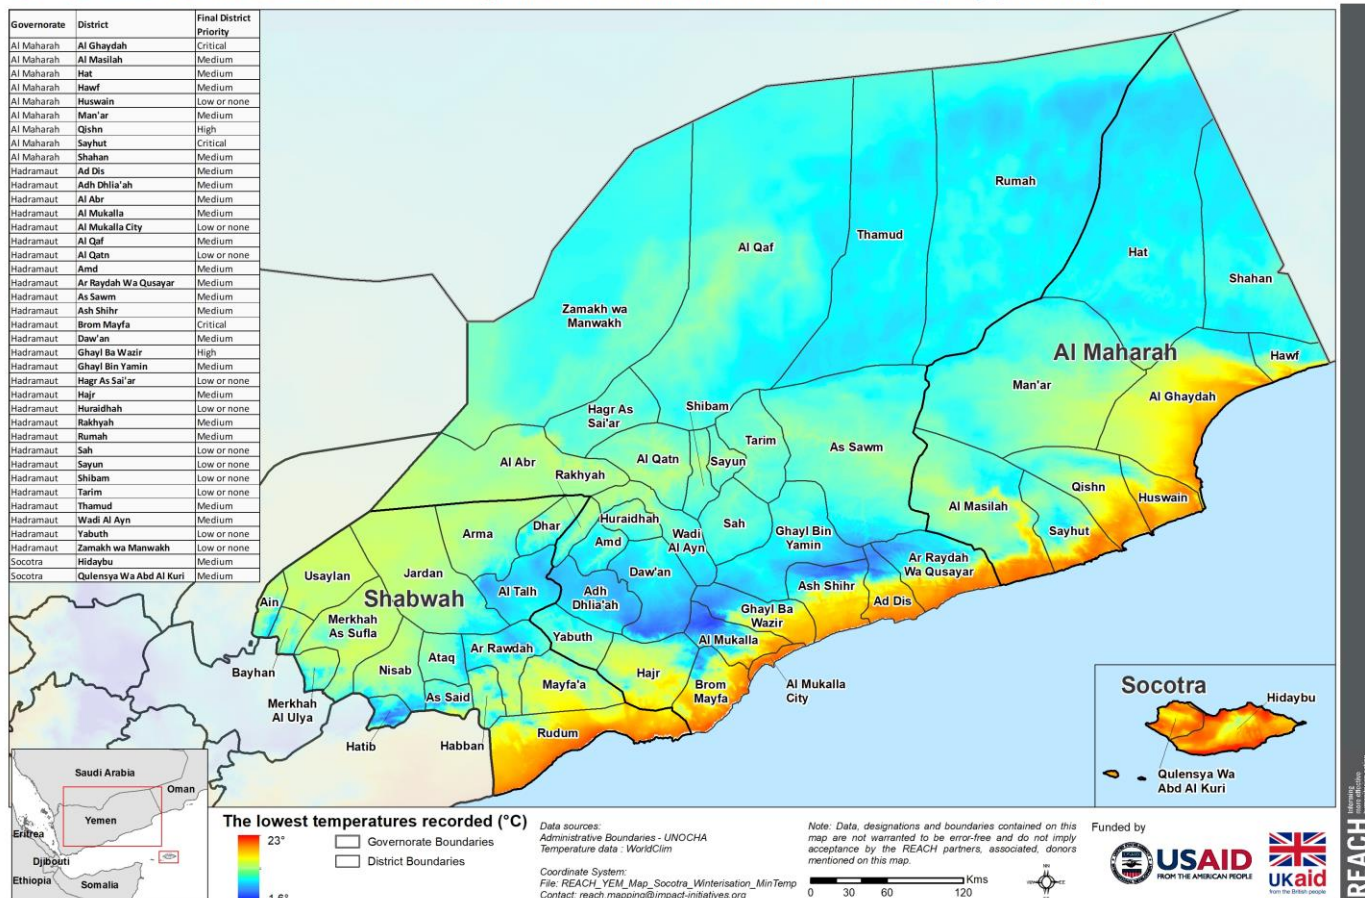 Governorate District Final District Priority
Al Maharah Al Ghaydah Critical
Al Maharah Al Masilah Medium
Al Maharah Hat Medium
Al Maharah Hawf Medium
Al Maharah Huswain Low or none
Al Maharah Man'ar Medium
Al Maharah Qishn High
Al Maharah Sayhut Critical
Al Maharah Shahan Medium
Hadramaut Ad Dis Medium
Hadramaut Adh Dhlia'ah Medium
Hadramaut Al Abr Medium
Hadramaut Al Mukalla Medium
Hadramaut Al Mukalla City Low or none
Hadramaut Al Qaf Medium
Hadramaut Al Qatn Low or none
Hadramaut Amd Medium
Hadramaut Ar Raydah Wa Qusayar Medium
Hadramaut As Sawm Medium
Hadramaut Ash Shihr Medium
Hadramaut Brom Mayfa Critical
Hadramaut Daw'an Medium
Hadramaut Ghayl Ba Wazir High
Hadramaut Ghayl Bin Yamin Medium
Hadramaut Hagr As Sai'ar Low or none
Hadramaut Hajr Medium
Hadramaut Huraidhah Low or none
Hadramaut Rakhyah Medium
Hadramaut Rumah Medium
Hadramaut Sah Low or none
Hadramaut Sayun Low or none
Hadramaut Shibam Low or none
Hadramaut Tarim Low or none
Hadramaut Thamud Medium
Hadramaut Wadi Al Ayn Medium
Hadramaut Yabuth Low or none
Hadramaut Zamakh wa Manwakh Low or none
Socotra Hidaybu Medium
Socotra Qulensya Wa Abd Al Kuri Medium
Rumah
Thamud
Al Qaf
Hat
Shahan
Zamakh wa
Manwakh
Al Maharah
Hawf
Man'ar
Al Ghaydah
Hagr As
Sai'ar
Shibam
Tarim
As Sawm
Al Abr
Rakhyah
Al Qatn
Sayun
Qishn
Huswain
Al Masilah
Sayhut
Arma
Dhar
Huraidhah
Amd
Wadi
Al Ayn
Sah
Ghayl Bin
Yamin
Ar Raydah
Wa Qusayar
Usaylan
Jardan
Shabwah
Al Talh
Adh
Dhlia'ah
Daw'an
Ash Shihr
Ad Dis
Ain
Merkhah
As Sufla
Ghayl Ba
Wazir
Al Mukalla
Yabuth
Ar Rawdah
Ataq
Nisab
Bayhan
Hajr
Mayfa'a
Brom
Mayfa
Al Mukalla
City
As Said
Merkhah
Al Ulya
Hatib
Habban
Rudum
Socotra
Hidaybu
Qulensya Wa
Abd Al Kuri
Saudi Arabia
Oman
Yemen
Eritrea
Djibouti
Ethiopia
Somalia
The lowest temperatures recorded (°C)
23°
1.6°
Governorate Boundaries
District Boundaries
Data sources:
Administrative Boundaries - UNOCHA
Temperature data : WorldClim
Coordinate System:
File: REACH_YEM_Map_Socotra_Winterisation_MinTemp
Contact: reach.mapping@impact-initiatives.org
Note: Data, designations and boundaries contained on this
map are not warranted to be error-free and do not imply
acceptance by the REACH partners, associated, donors
mentioned on this map.
Kms
0 30 60 120
Funded by
USAID
FROM THE AMERICAN PEOPLE
UKaid
from the British people
REACH
Informing
more effective